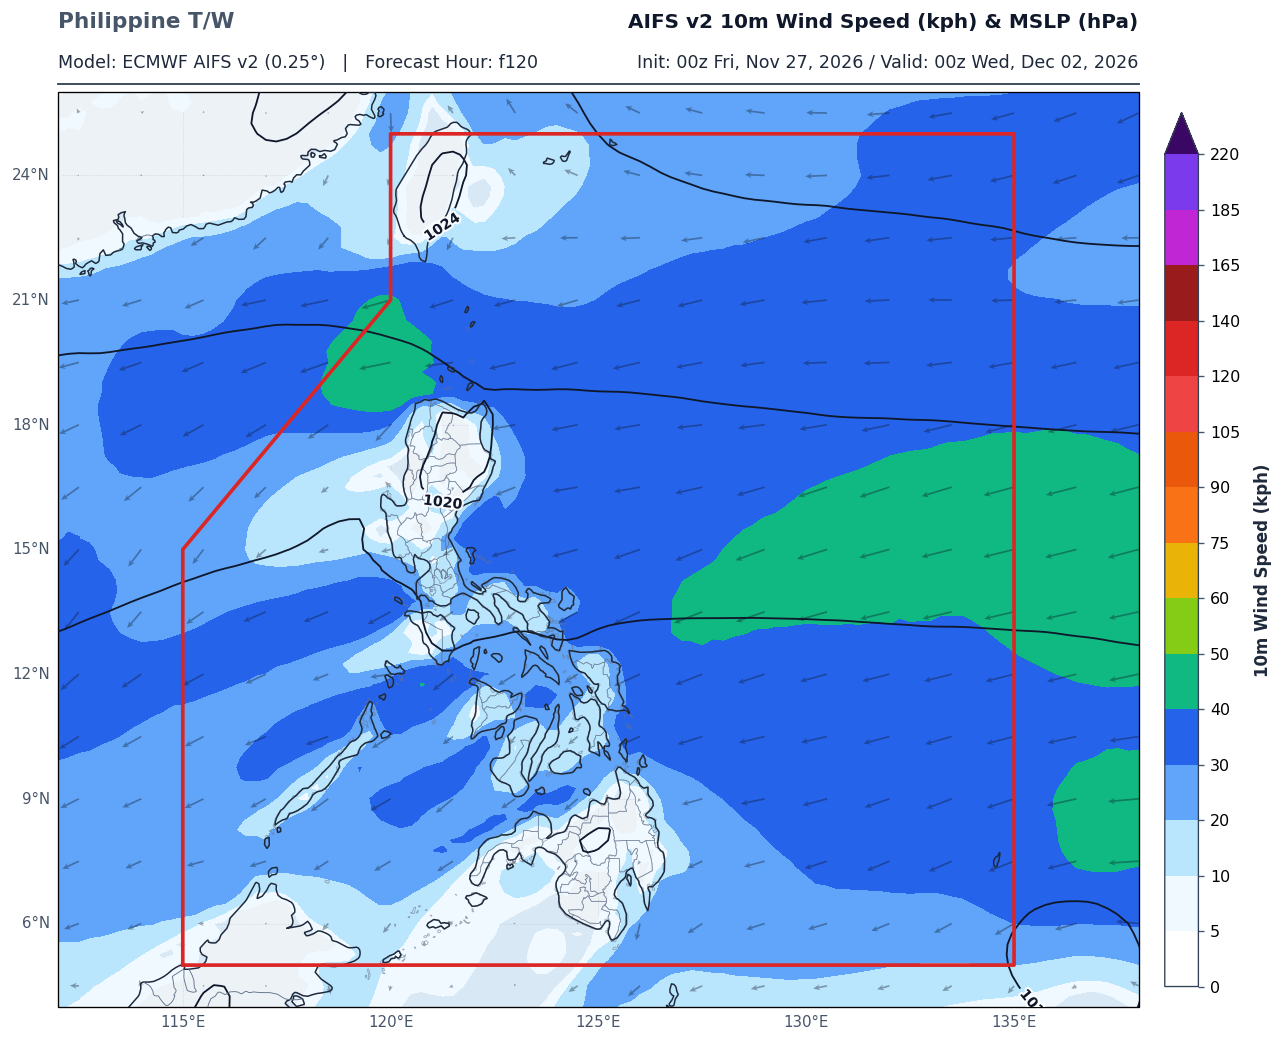 Philippine T/W
AIFS v2 10m Wind Speed (kph) & MSLP (hPa)
Model: ECMWF AIFS v2 (0.25°) | Forecast Hour: f120
Init: 00z Fri, Nov 27, 2026 / Valid: 00z Wed, Dec 02, 2026
24°N
21°N
18°N
15°N
12°N
9°N
6°N
1024
1020
115°E
120°E
125°E
130°E
135°E
220
185
165
140
120
105
90
75
60
50
40
30
20
10
5
0
10m Wind Speed (kph)